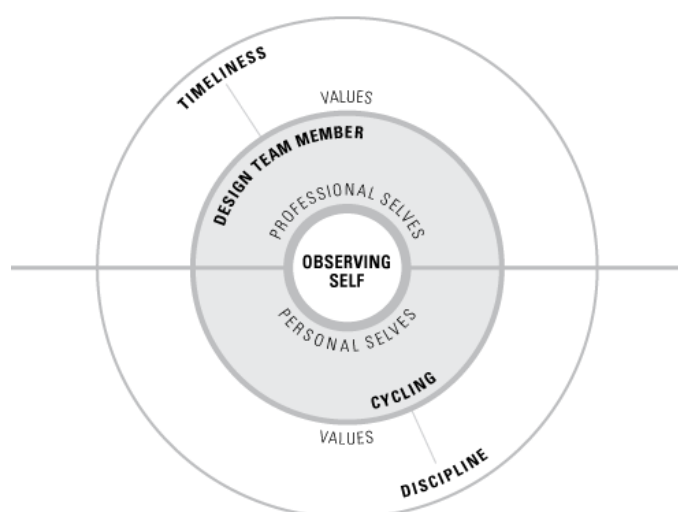 TIMELINESS
VALUES
DESIGN TEAM MEMBER
PROFESSIONAL SELVES
OBSERVING
SELF
PERSONAL SELVES
CYCLING
VALUES
DISCIPLINE